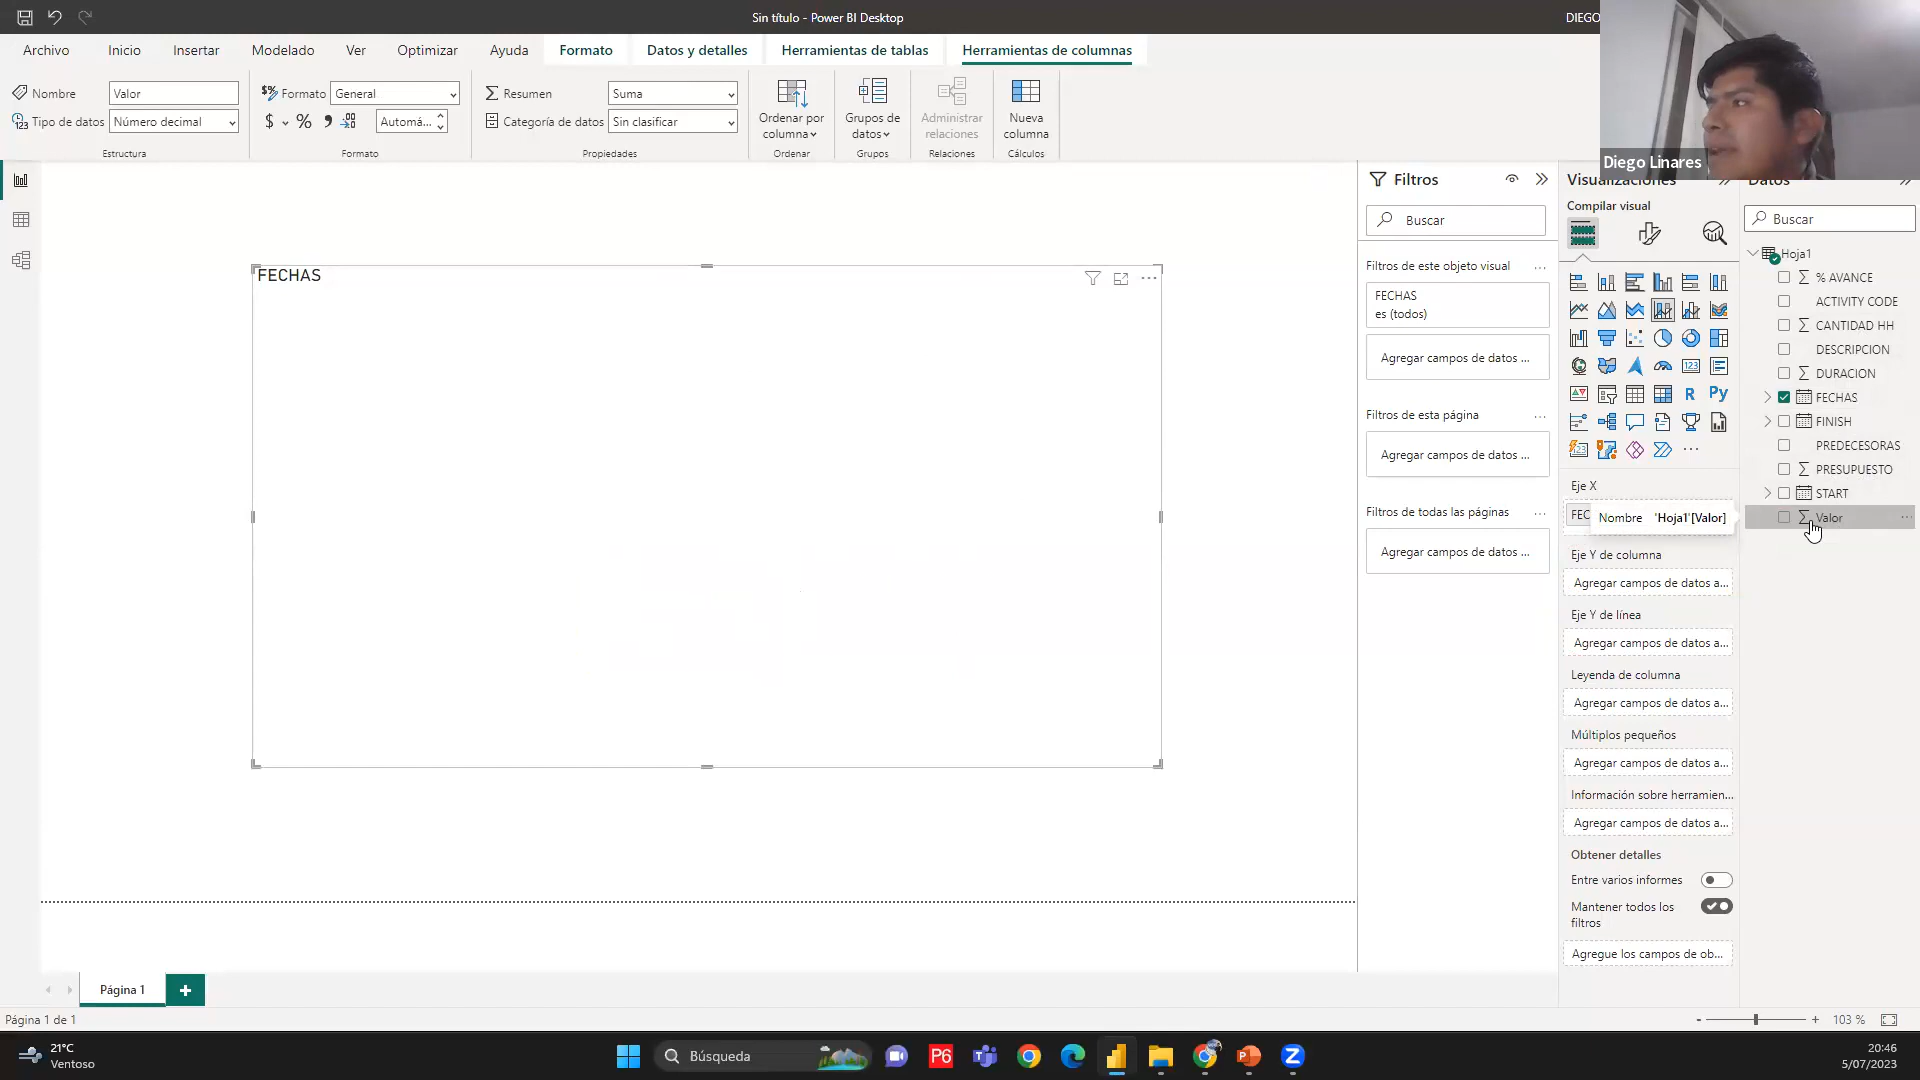 Sin título - Power BI Desktop
DIEGO
Archivo
Inicio
Insertar
Modelado
Ver
Optimizar
Ayuda
Formato
Datos y detalles
Herramientas de tablas
Herramientas de columnas
Nombre
Valor
Tipo de datos
Número decimal
Estructura
Formato
General
$
%
Automá...
Formato
Resumen
Suma
Categoría de datos
Sin clasificar
Propiedades
Ordenar por
columna
Ordenar
Grupos de
datos
Grupos
Administrar
relaciones
Relaciones
Nueva
columna
Cálculos
Diego Linares
FECHAS
Filtros
Buscar
Filtros de este objeto visual
...
FECHAS
es (todos)
Agregar campos de datos ...
Filtros de esta página
...
Agregar campos de datos ...
Filtros de todas las páginas
...
Agregar campos de datos ...
Visualizaciones
Compilar visual
123
R
Py
123
...
Eje X
FEC
Nombre 'Hoja1'[Valor]
Eje Y de columna
Agregar campos de datos a...
Eje Y de línea
Agregar campos de datos a...
Leyenda de columna
Agregar campos de datos a...
Múltiplos pequeños
Agregar campos de datos a...
Información sobre herramien...
Agregar campos de datos a...
Obtener detalles
Entre varios informes
Mantener todos los
filtros
Agregue los campos de ob...
Datos
Buscar
Hoja1
% AVANCE
ACTIVITY CODE
CANTIDAD HH
DESCRIPCION
DURACION
FECHAS
FINISH
PREDECESORAS
PRESUPUESTO
START
Valor
...
Página 1
+
Página 1 de 1
- + 103 %
21°C
Ventoso
Búsqueda
P6
20:46
5/07/2023